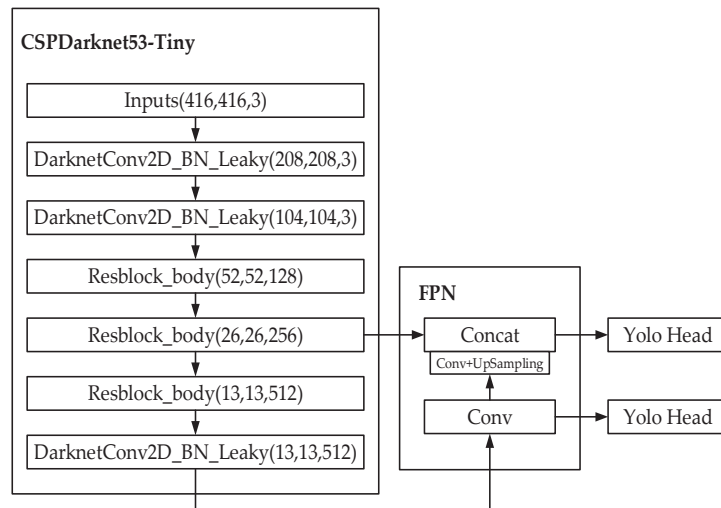 CSPDarknet53-Tiny
Inputs(416,416,3)
DarknetConv2D_BN_Leaky(208,208,3)
DarknetConv2D_BN_Leaky(104,104,3)
Resblock_body(52,52,128)
Resblock_body(26,26,256)
Resblock_body(13,13,512)
DarknetConv2D_BN_Leaky(13,13,512)
FPN
Concat
Conv+UpSampling
Conv
Yolo Head
Yolo Head